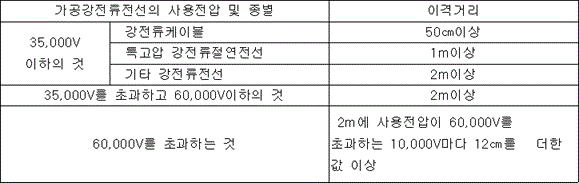 가공강전류전선의 사용전압 및 종별 이격거리
35,000V 이하의 것 강전류케이블 50㎝이상
특고압 강전류절연전선 1m이상
기타 강전류전선 2m이상
35,000V를 초과하고 60,000V이하의 것 2m이상
60,000V를 초과하는 것
2m에 사용전압이 60,000V를
초과하는 10,000V마다 12㎝를 더한
값 이상